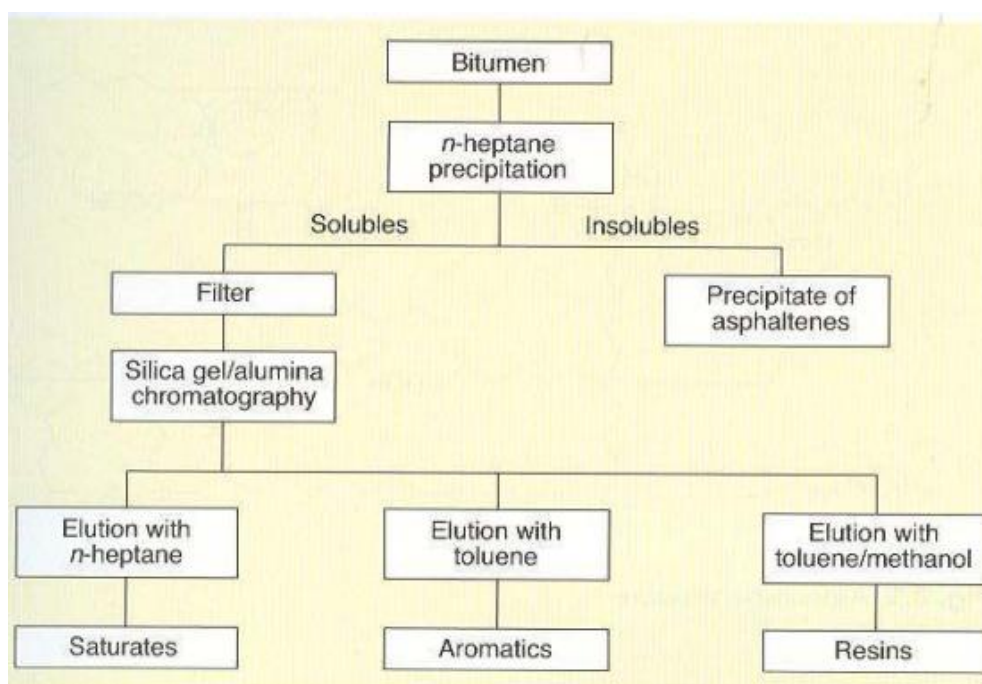 Bitumen
n-heptane
precipitation
Solubles
Insolubles
Filter
Precipitate of
asphaltenes
Silica gel/alumina
chromatography
Elution with
n-heptane
Elution with
toluene
Elution with
toluene/methanol
Saturates
Aromatics
Resins